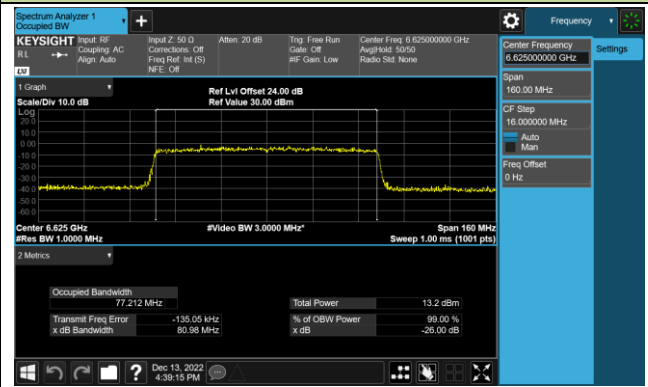 Spectrum Analyzer 1
Occupied BW
Frequency
KEYSIGHT
RL
LXI
Input: RF
Coupling: AC
Align: Auto
Input Z: 50 Ω
Corrections: Off
Freq Ref: Int (S)
NFE: Off
Atten: 20 dB
Trig: Free Run
Gate: Off
#IF Gain: Low
Center Freq: 6.625000000 GHz
Avg|Hold: 50/50
Radio Std: None
Center Frequency
6.625000000 GHz
Settings
Span
160.00 MHz
CF Step
16.000000 MHz
Auto
Man
Freq Offset
0 Hz
1 Graph
Scale/Div 10.0 dB
Ref Lvl Offset 24.00 dB
Ref Value 30.00 dBm
Log
20.0
10.0
0.00
-10.0
-20.0
-30.0
-40.0
-50.0
-60.0
Center 6.625 GHz
#Res BW 1.0000 MHz
#Video BW 3.0000 MHz*
Span 160 MHz
Sweep 1.00 ms (1001 pts)
2 Metrics
Occupied Bandwidth
77.212 MHz
Total Power 13.2 dBm
Transmit Freq Error -135.05 kHz
% of OBW Power 99.00 %
x dB Bandwidth 80.98 MHz
x dB -26.00 dB
?
Dec 13, 2022
4:39:15 PM